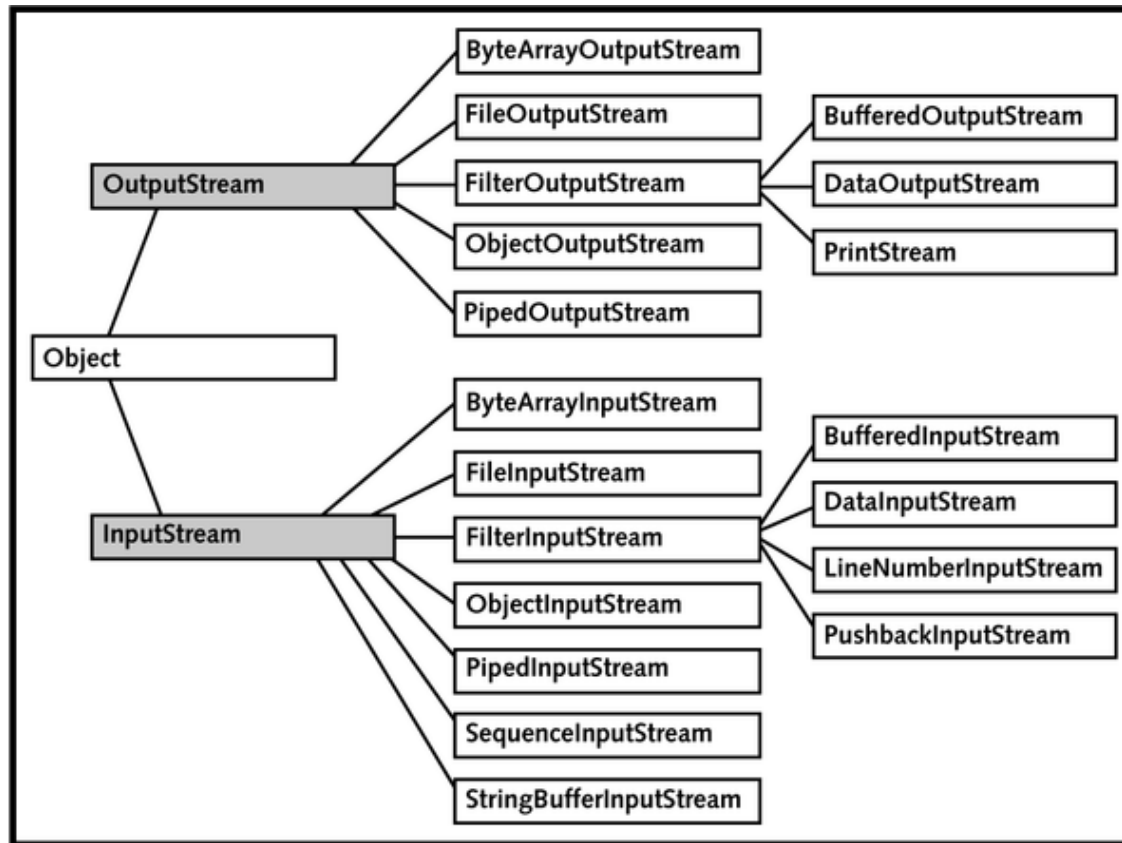 ByteArrayOutputStream
FileOutputStream
BufferedOutputStream
OutputStream
FilterOutputStream
DataOutputStream
ObjectOutputStream
PrintStream
PipedOutputStream
Object
ByteArrayInputStream
BufferedInputStream
FileInputStream
DataInputStream
InputStream
FilterInputStream
LineNumberInputStream
ObjectInputStream
PushbackInputStream
PipedInputStream
SequenceInputStream
StringBufferInputStream